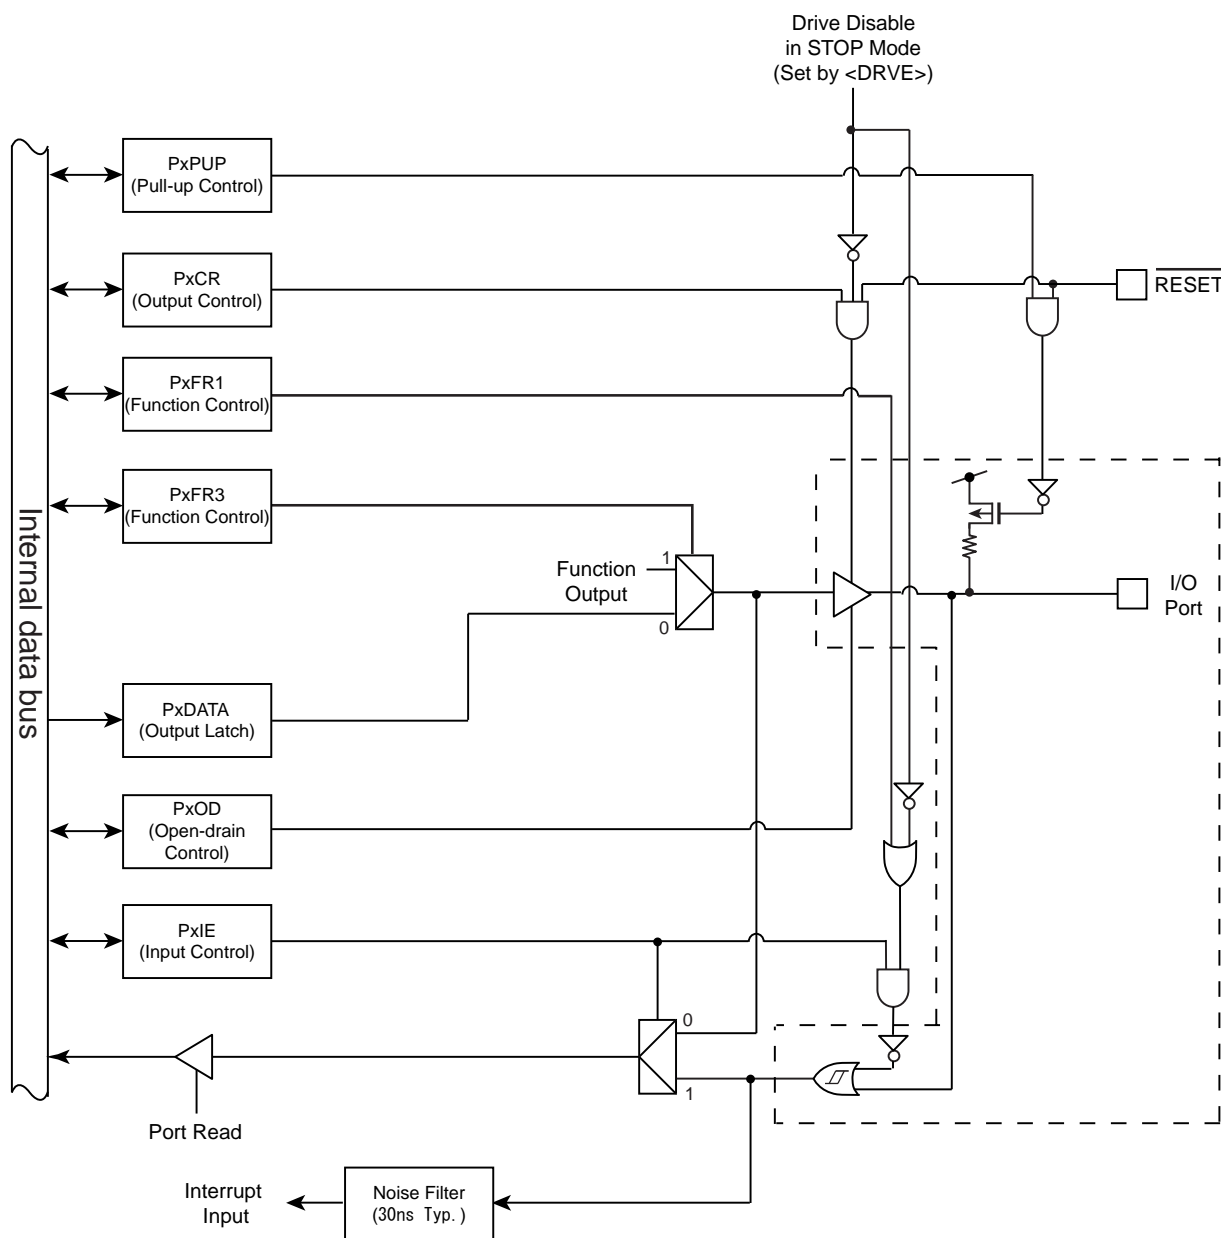 Drive Disable
in STOP Mode
(Set by <DRVE>)
PxPUP
(Pull-up Control)
PxCR
(Output Control)
RESET
PxFR1
(Function Control)
PxFR3
(Function Control)
Internal data bus
1
Function
Output
0
I/O
Port
PxDATA
(Output Latch)
PxOD
(Open-drain
Control)
PxIE
(Input Control)
0
1
Port Read
Interrupt
Input
Noise Filter
(30ns Typ.)